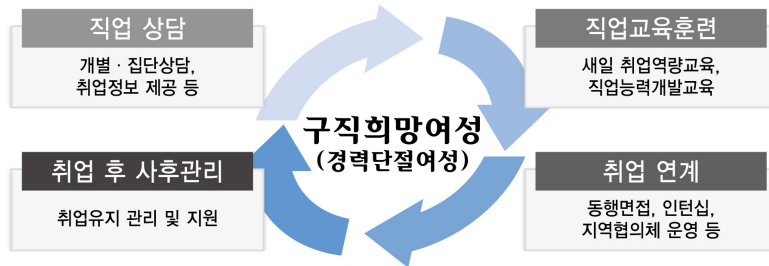 직업 상담
개별 · 집단상담,
취업정보 제공 등
직업교육훈련
새일 취업역량교육,
직업능력개발교육
구직희망여성
(경력단절여성)
취업 후 사후관리
취업유지 관리 및 지원
취업 연계
동행면접, 인턴십,
지역협의체 운영 등